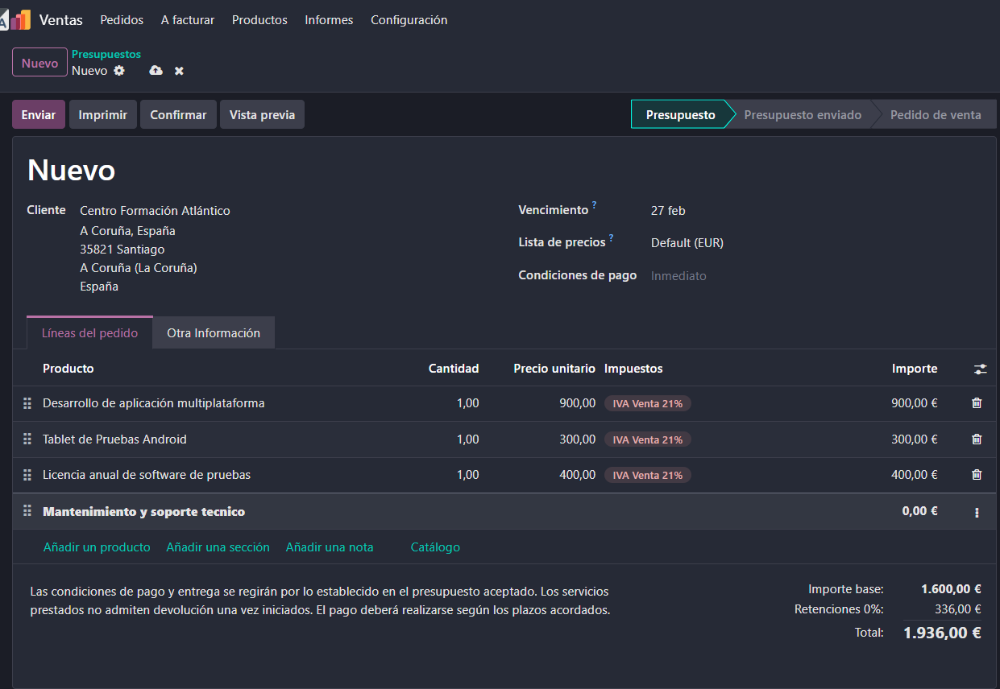 Ventas Pedidos A facturar Productos Informes Configuración
Nuevo
Presupuestos
Nuevo
Enviar Imprimir Confirmar Vista previa Presupuesto Presupuesto enviado Pedido de venta
Nuevo
Cliente Centro Formación Atlántico
A Coruña, España
35821 Santiago
A Coruña (La Coruña)
España
Vencimiento ? 27 feb
Lista de precios ? Default (EUR)
Condiciones de pago Inmediato
Líneas del pedido Otra Información
Producto Cantidad Precio unitario Impuestos Importe
Desarrollo de aplicación multiplataforma 1,00 900,00 IVA Venta 21% 900,00 €
Tablet de Pruebas Android 1,00 300,00 IVA Venta 21% 300,00 €
Licencia anual de software de pruebas 1,00 400,00 IVA Venta 21% 400,00 €
Mantenimiento y soporte tecnico 0,00 €
Añadir un producto Añadir una sección Añadir una nota Catálogo
Las condiciones de pago y entrega se regirán por lo establecido en el presupuesto aceptado. Los servicios
prestados no admiten devolución una vez iniciados. El pago deberá realizarse según los plazos acordados.
Importe base: 1.600,00 €
Retenciones 0%: 336,00 €
Total: 1.936,00 €